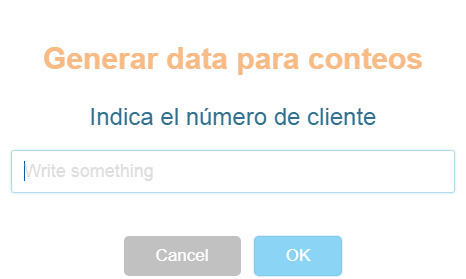 Generar data para conteos
Indica el número de cliente
Write something
Cancel OK